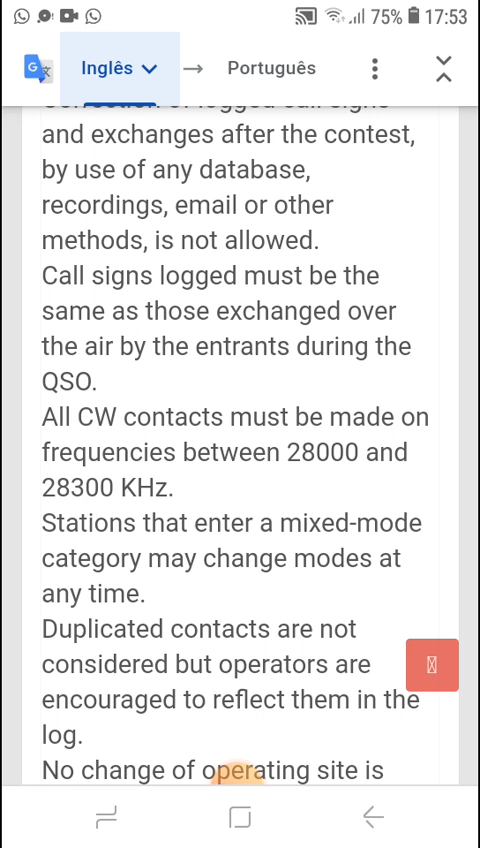 75% 17:53
Inglês → Português
and exchanges after the contest,
by use of any database,
recordings, email or other
methods, is not allowed.
Call signs logged must be the
same as those exchanged over
the air by the entrants during the
QSO.
All CW contacts must be made on
frequencies between 28000 and
28300 KHz.
Stations that enter a mixed-mode
category may change modes at
any time.
Duplicated contacts are not
considered but operators are
encouraged to reflect them in the
log.
No change of operating site is